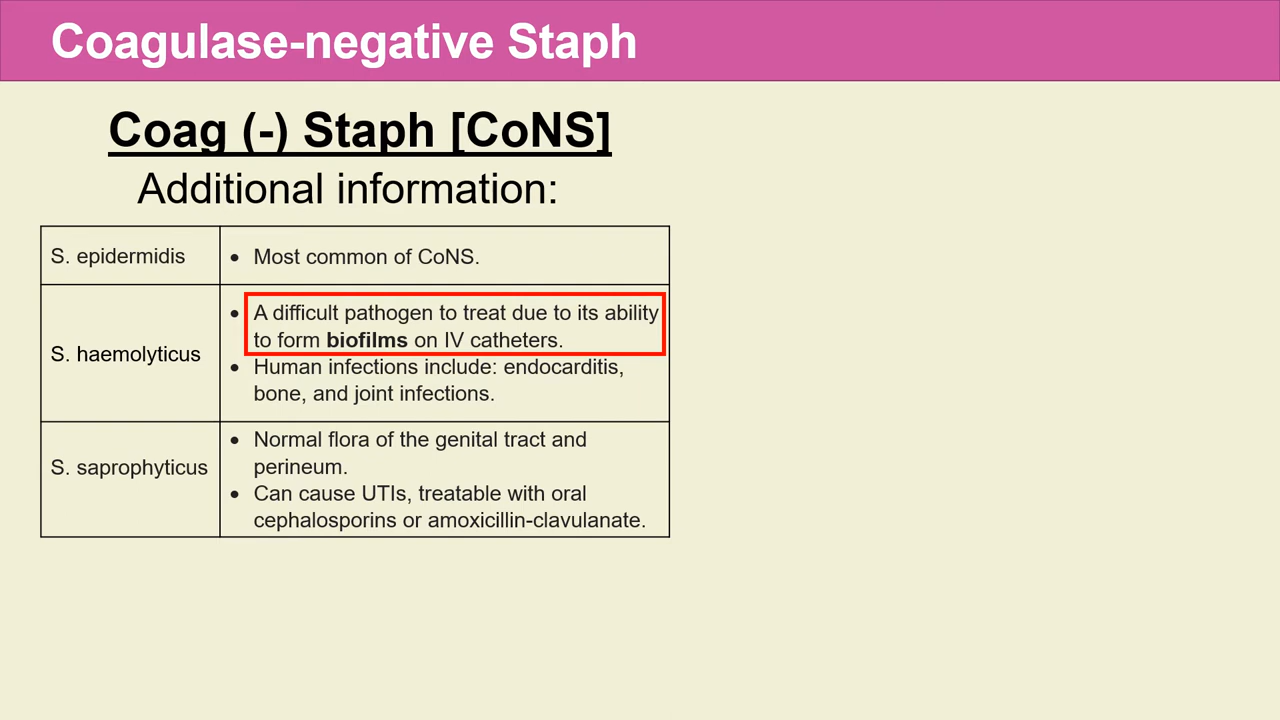 Coagulase-negative Staph
Coag (-) Staph [CoNS]
Additional information:
S. epidermidis
• Most common of CoNS.
S. haemolyticus
• A difficult pathogen to treat due to its ability
to form biofilms on IV catheters.
• Human infections include: endocarditis,
bone, and joint infections.
S. saprophyticus
• Normal flora of the genital tract and
perineum.
• Can cause UTIs, treatable with oral
cephalosporins or amoxicillin-clavulanate.